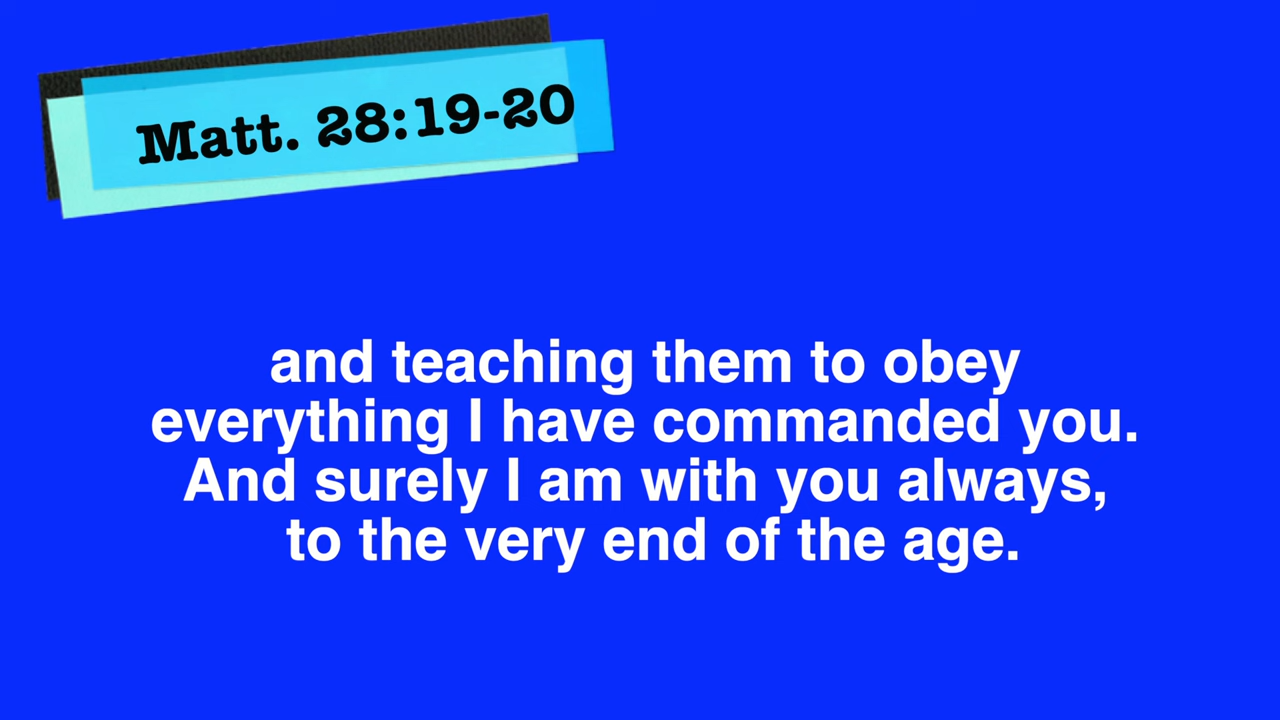 Matt. 28:19-20
and teaching them to obey
everything I have commanded you.
And surely I am with you always,
to the very end of the age.